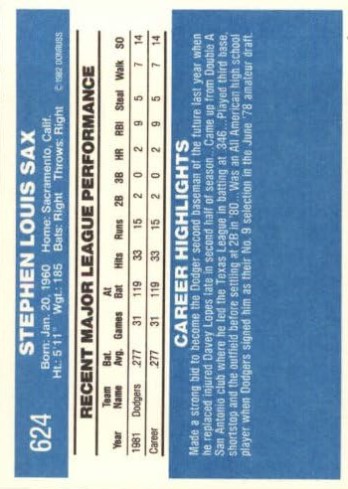 624
STEPHEN LOUIS SAX
Born: Jan. 20, 1960 Home: Sacramento, Calif.
Ht.: 5'11" Wgt.: 185 Bats: Right Throws: Right
© 1982 DONRUSS
RECENT MAJOR LEAGUE PERFORMANCE
Year Team Name Bat. Avg. Games At Bat Hits Runs 2B 3B HR RBI Steal Walk SO
1981 Dodgers .277 31 119 33 15 2 0 2 9 5 7 14
Career .277 31 119 33 15 2 0 2 9 5 7 14
CAREER HIGHLIGHTS
Made a strong bid to become the Dodger second baseman of the future last year when
he replaced injured Davey Lopes late in second half of season...Came up from Double A
San Antonio club where he led the Texas League in batting at .346...Played third base,
shortstop and the outfield before settling at 2B in '80...Was an All American high school
player when Dodgers signed him as their No. 9 selection in the June '78 amateur draft.